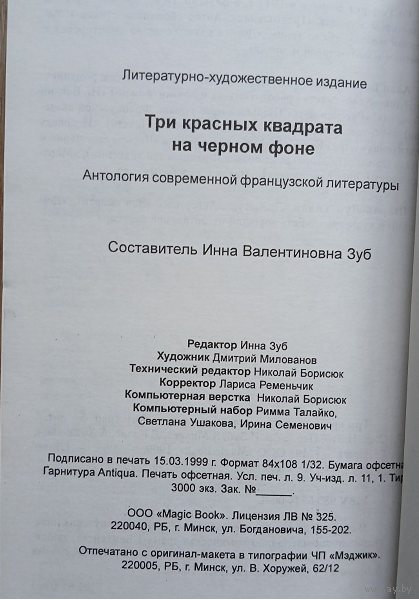 Литературно-художественное издание
Три красных квадрата
на черном фоне
Антология современной французской литературы
Составитель Инна Валентиновна Зуб
Редактор Инна Зуб
Художник Дмитрий Милованов
Технический редактор Николай Борисюк
Корректор Лариса Ременьчик
Компьютерная верстка Николай Борисюк
Компьютерный набор Римма Талайко,
Светлана Ушакова, Ирина Семенович
Подписано в печать 15.03.1999 г. Формат 84x108 1/32. Бумага офсетна
Гарнитура Antiqua. Печать офсетная. Усл. печ. л. 9. Уч-изд. л. 11, 1. Тир
3000 экз. Зак. №______.
ООО «Magic Book». Лицензия ЛВ № 325.
220040, РБ, г. Минск, ул. Богдановича, 155-202.
Отпечатано с оригинал-макета в типографии ЧП «Мэджик».
220005, РБ, г. Минск, ул. В. Хоружей, 62/12